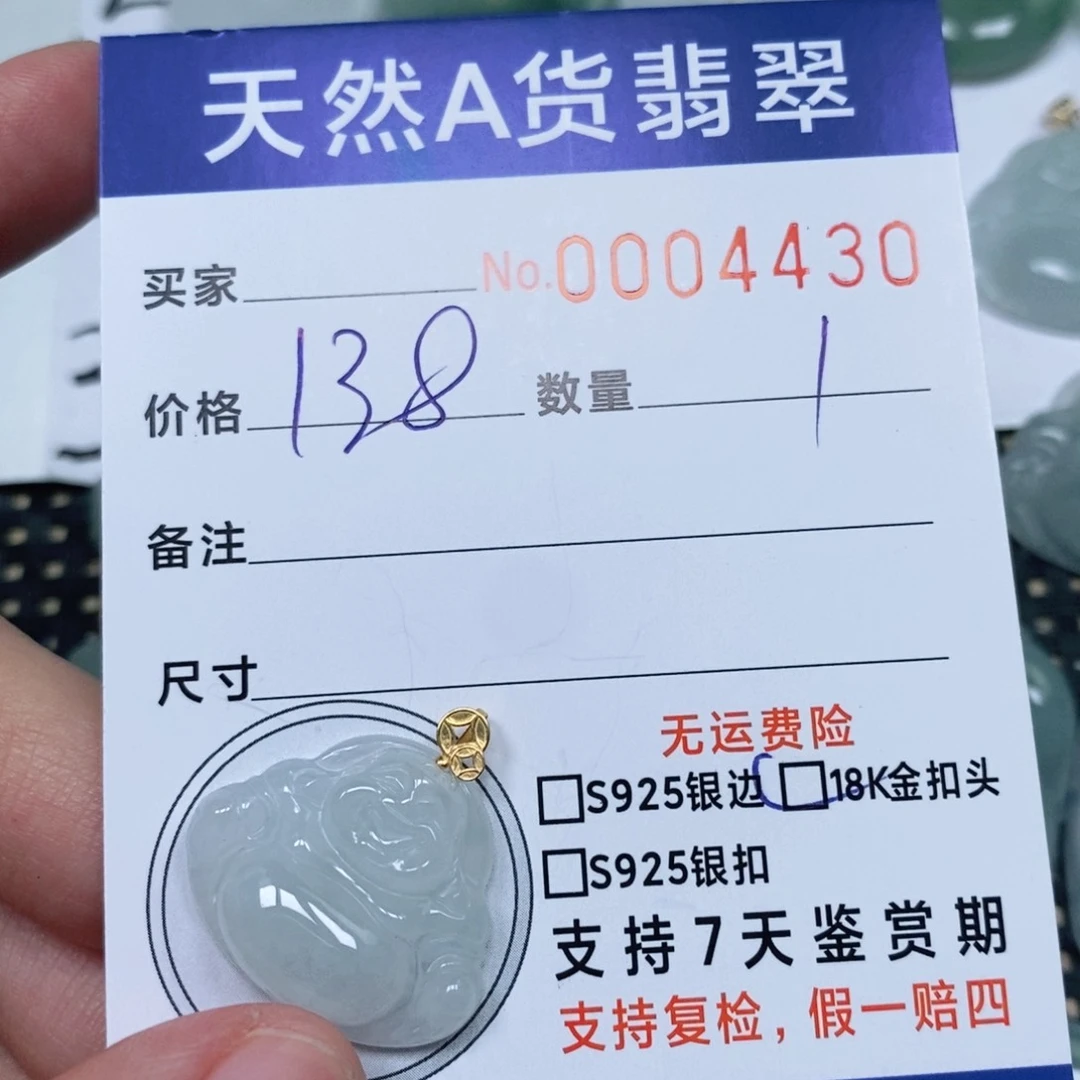 天然A货翡翠
买家 No.0004430
价格 138 数量 1
备注
尺寸
无运费险
S925银边 18K金扣头
S925银扣
支持7天鉴赏期
支持复检，假一赔四